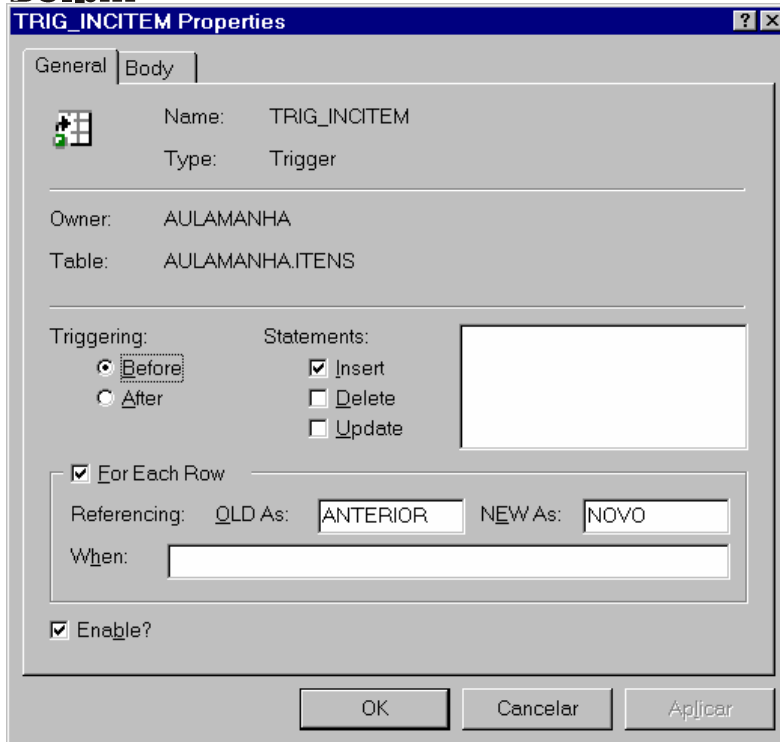 TRIG_INCITEM Properties
General Body
Name: TRIG_INCITEM
Type: Trigger
Owner: AULAMANHA
Table: AULAMANHA.ITENS
Triggering: Statements:
Before Insert
After Delete
Update
For Each Row
Referencing: OLD As: ANTERIOR NEW As: NOVO
When:
Enable?
OK Cancelar Aplicar